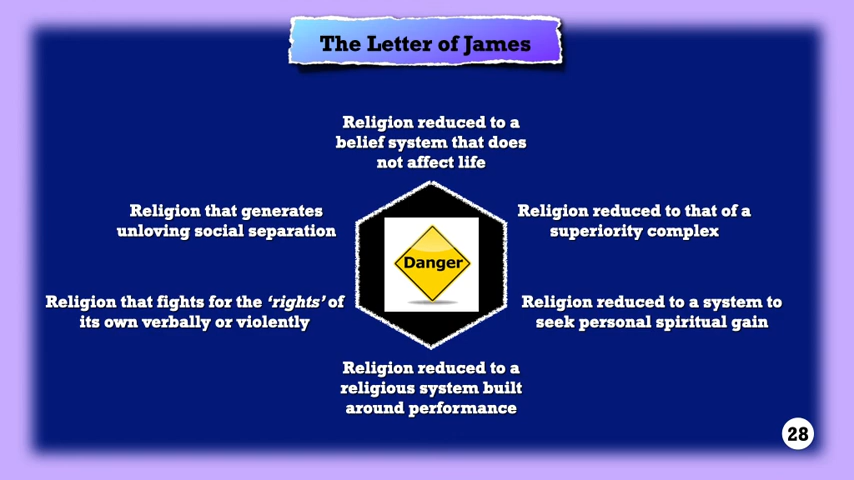 The Letter of James
Religion reduced to a
belief system that does
not affect life
Religion that generates
unloving social separation
Religion reduced to that of a
superiority complex
Danger
Religion that fights for the ‘rights’ of
its own verbally or violently
Religion reduced to a system to
seek personal spiritual gain
Religion reduced to a
religious system built
around performance
28